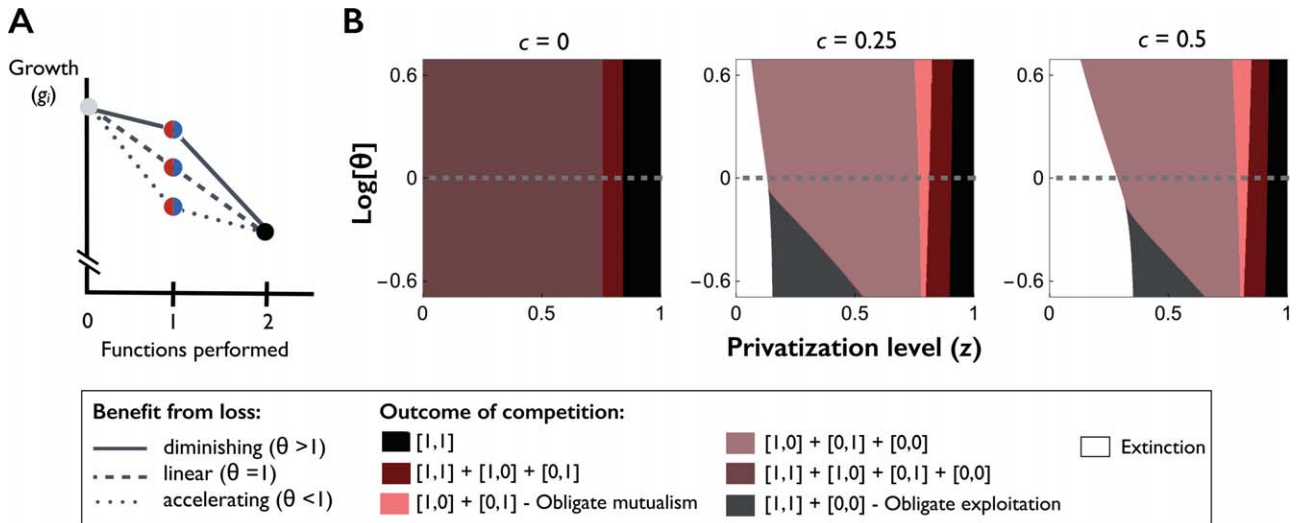 A
Growth
(gᵢ)
0
1
2
Functions performed
B
c = 0
c = 0.25
c = 0.5
Log[θ]
0.6
0
−0.6
0
0.5
1
0.6
0
−0.6
0
0.5
1
0.6
0
−0.6
0
0.5
1
Privatization level (z)
Benefit from loss:
diminishing (θ >1)
linear (θ =1)
accelerating (θ <1)
Outcome of competition:
[1,1]
[1,1] + [1,0] + [0,1]
[1,0] + [0,1] - Obligate mutualism
[1,0] + [0,1] + [0,0]
[1,1] + [1,0] + [0,1] + [0,0]
[1,1] + [0,0] - Obligate exploitation
Extinction